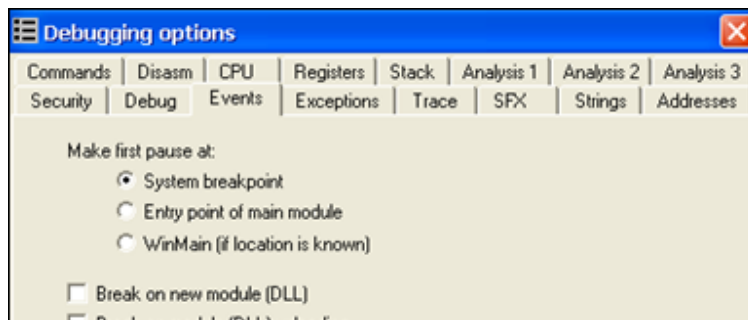 Debugging options
Commands Disasm CPU Registers Stack Analysis 1 Analysis 2 Analysis 3
Security Debug Events Exceptions Trace SFX Strings Addresses
Make first pause at:
System breakpoint
Entry point of main module
WinMain (if location is known)
Break on new module (DLL)